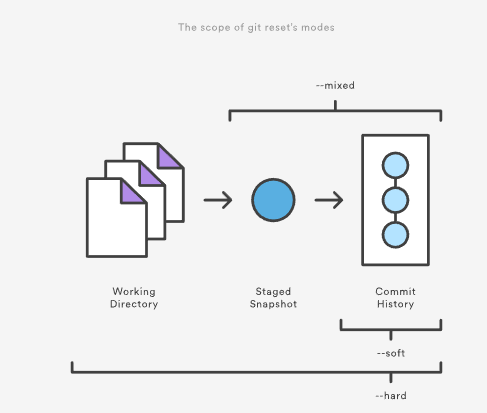 The scope of git reset's modes
--mixed
Working
Directory
Staged
Snapshot
Commit
History
--soft
--hard